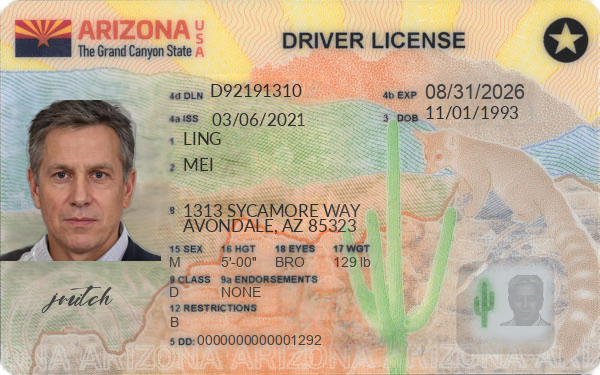 ARIZONA USA
The Grand Canyon State
DRIVER LICENSE
4d DLN D92191310
4b EXP 08/31/2026
4a ISS 03/06/2021
3 DOB 11/01/1993
1 LING
2 MEI
8 1313 SYCAMORE WAY
AVONDALE, AZ 85323
15 SEX 16 HGT 18 EYES 17 WGT
M 5'-00" BRO 129 lb
9 CLASS 9a ENDORSEMENTS
D NONE
12 RESTRICTIONS
B
5 DD: 0000000000001292
ARIZONA ARIZONA ARIZONA ARIZONA